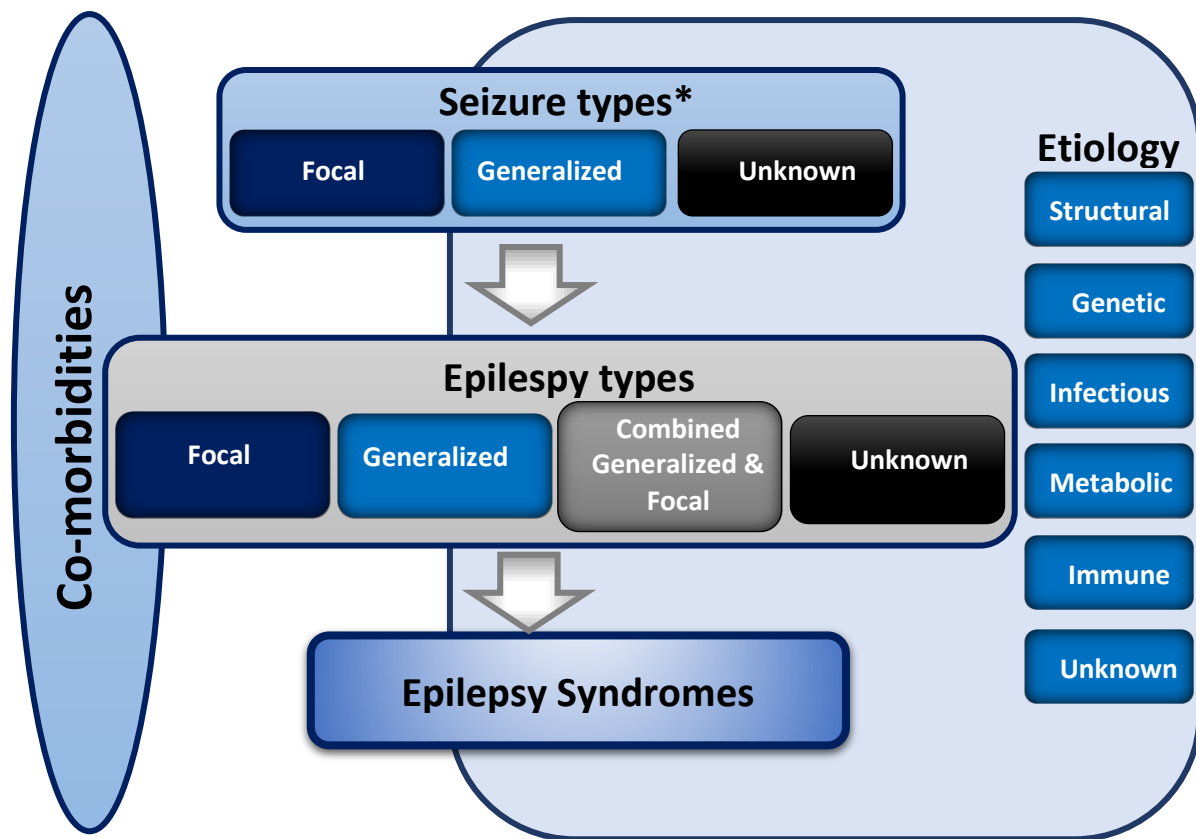 Co-morbidities
Seizure types*
Focal
Generalized
Unknown
Epilespy types
Focal
Generalized
Combined
Generalized &
Focal
Unknown
Epilepsy Syndromes
Etiology
Structural
Genetic
Infectious
Metabolic
Immune
Unknown